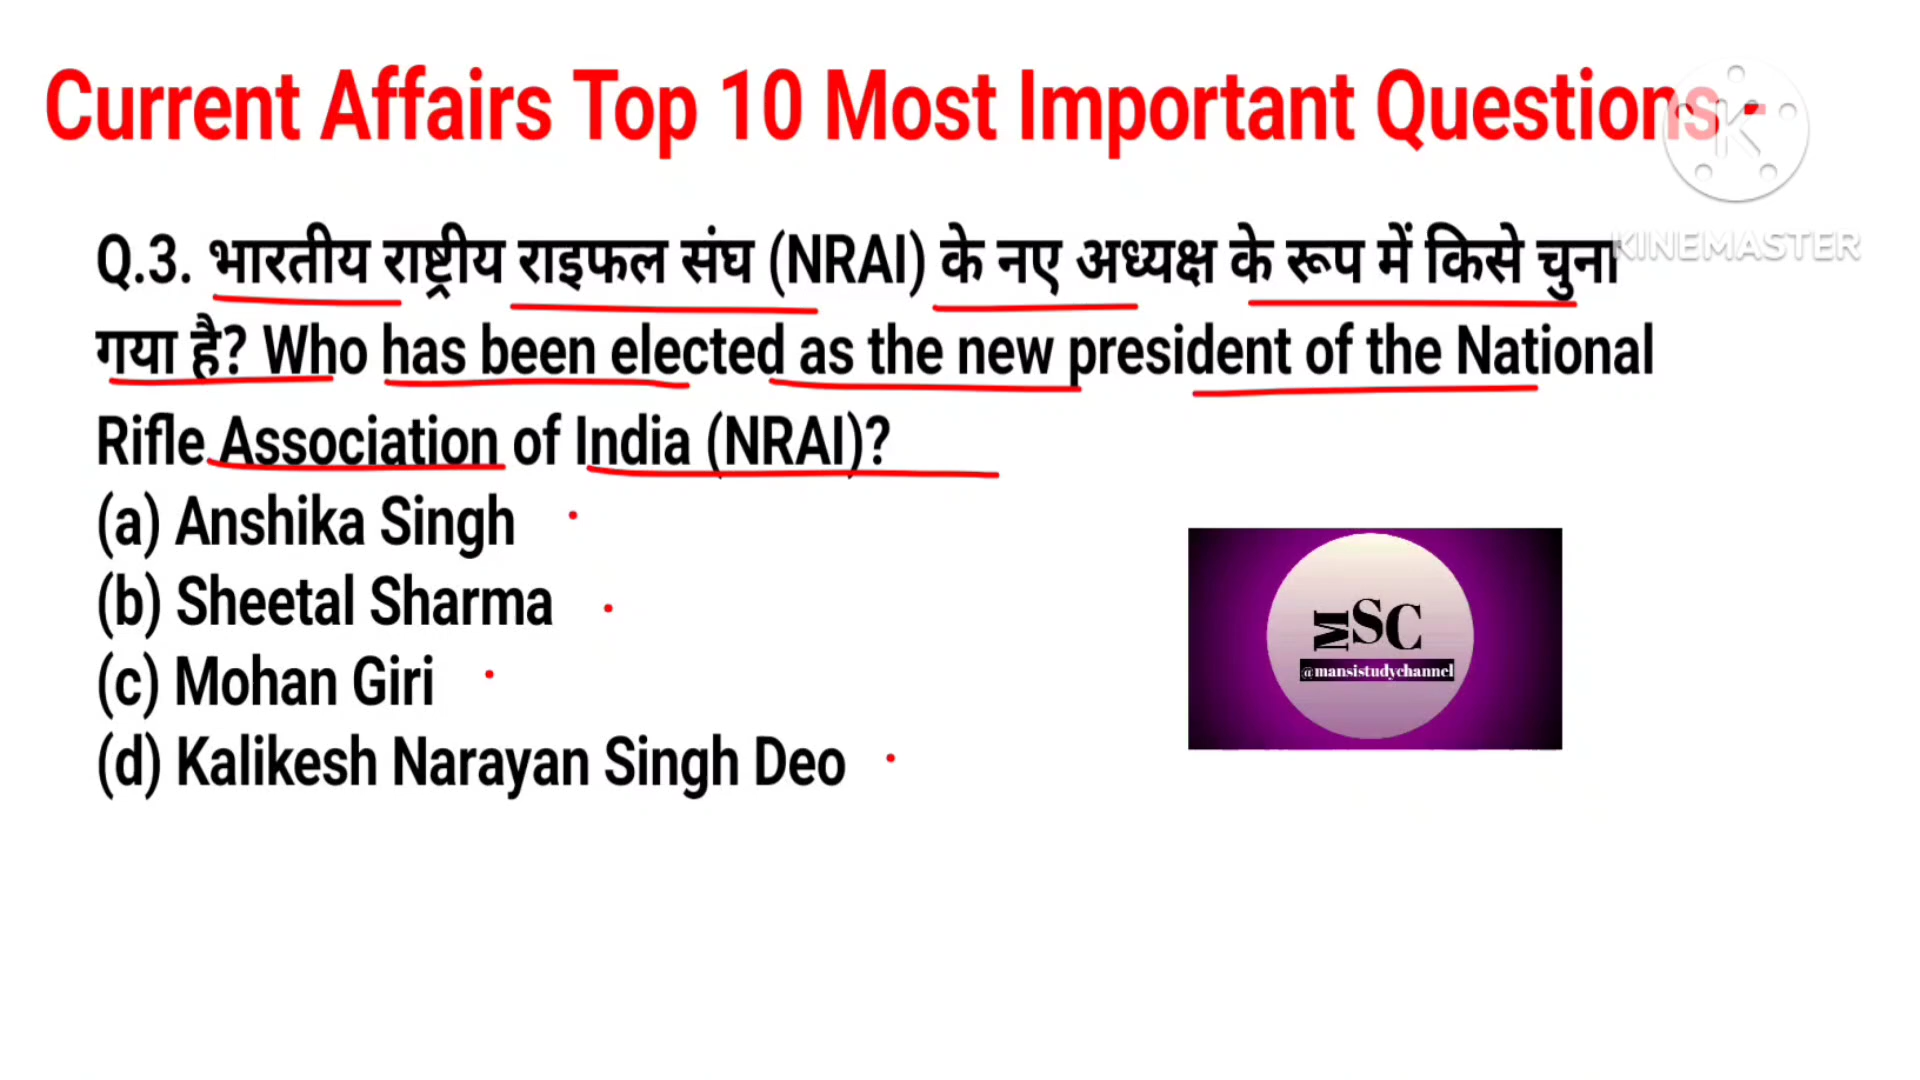 Current Affairs Top 10 Most Important Questions -
KINEMASTER
Q.3. भारतीय राष्ट्रीय राइफल संघ (NRAI) के नए अध्यक्ष के रूप में किसे चुना
गया है? Who has been elected as the new president of the National
Rifle Association of India (NRAI)?
(a) Anshika Singh
(b) Sheetal Sharma
(c) Mohan Giri
(d) Kalikesh Narayan Singh Deo
MSC
@mansistudychannel